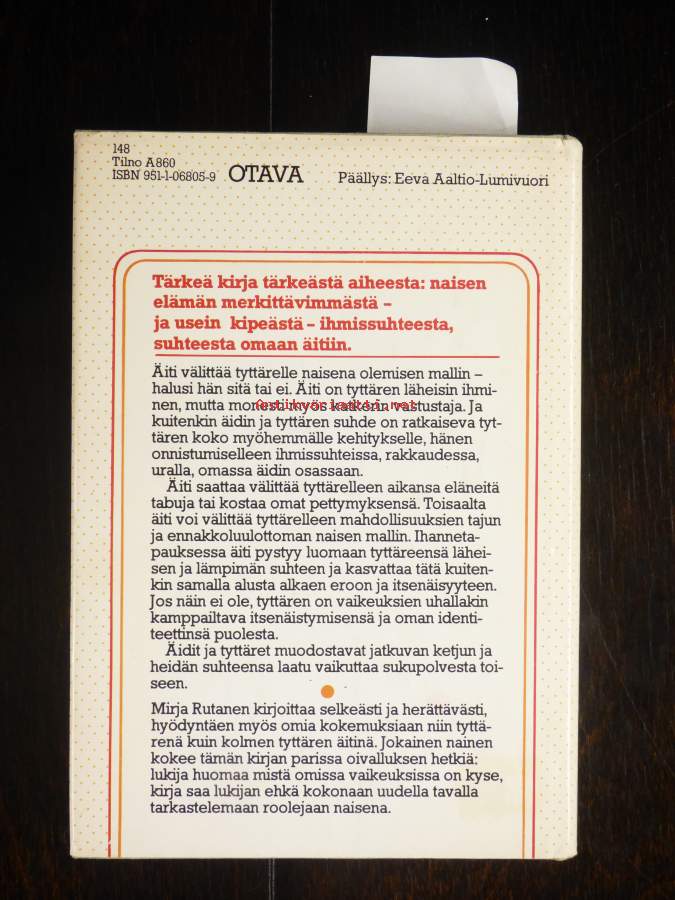 148
Tilno A860
ISBN 951-1-06805-9
OTAVA
Päällys: Eeva Aaltio-Lumivuori
Tärkeä kirja tärkeästä aiheesta: naisen
elämän merkittävimmästä –
ja usein kipeästä – ihmissuhteesta,
suhteesta omaan äitiin.
Äiti välittää tyttärelle naisena olemisen mallin –
halusi hän sitä tai ei. Äiti on tyttären läheisin ihmi-
nen, mutta monesti myös katkerin vastustaja. Ja
Antikvariaatti.net
kuitenkin äidin ja tyttären suhde on ratkaiseva tyt-
tären koko myöhemmälle kehitykselle, hänen
onnistumiselleen ihmissuhteissa, rakkaudessa,
uralla, omassa äidin osassaan.
Äiti saattaa välittää tyttärelleen aikansa eläneitä
tabuja tai kostaa omat pettymyksensä. Toisaalta
äiti voi välittää tyttärelleen mahdollisuuksien tajun
ja ennakkoluulottoman naisen mallin. Ihanneta-
pauksessa äiti pystyy luomaan tyttäreensä lähei-
sen ja lämpimän suhteen ja kasvattaa tätä kuiten-
kin samalla alusta alkaen eroon ja itsenäisyyteen.
Jos näin ei ole, tyttären on vaikeuksien uhallakin
kamppailtava itsenäistymisensä ja oman identi-
teettinsä puolesta.
Äidit ja tyttäret muodostavat jatkuvan ketjun ja
heidän suhteensa laatu vaikuttaa sukupolvesta toi-
seen.
Mirja Rutanen kirjoittaa selkeästi ja herättävästi,
hyödyntäen myös omia kokemuksiaan niin tyttä-
renä kuin kolmen tyttären äitinä. Jokainen nainen
kokee tämän kirjan parissa oivalluksen hetkiä:
lukija huomaa mistä omissa vaikeuksissa on kyse,
kirja saa lukijan ehkä kokonaan uudella tavalla
tarkastelemaan roolejaan naisena.